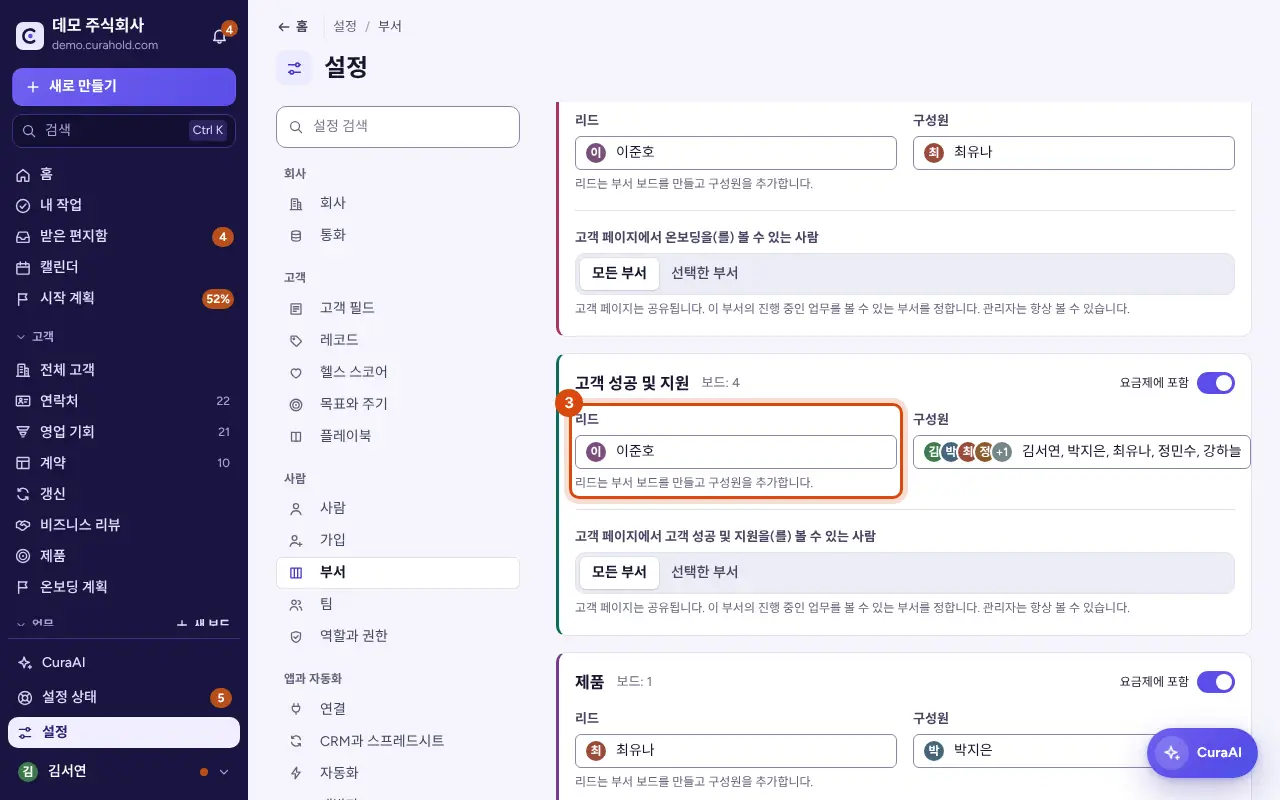 데모 주식회사
demo.curahold.com
4
새로 만들기
검색
Ctrl K
홈
내 작업
받은 편지함
4
캘린더
시작 계획
52%
고객
전체 고객
연락처
22
영업 기회
21
계약
10
갱신
비즈니스 리뷰
제품
온보딩 계획
업무
새 보드
CuraAI
설정 상태
5
설정
김
김서연
홈
설정 / 부서
설정
설정 검색
회사
회사
통화
고객
고객 필드
레코드
헬스 스코어
목표와 주기
플레이북
사람
사람
가입
부서
팀
역할과 권한
앱과 자동화
연결
CRM과 스프레드시트
자동화
리드
구성원
이
이준호
최
최유나
리드는 부서 보드를 만들고 구성원을 추가합니다.
고객 페이지에서 온보딩을(를) 볼 수 있는 사람
모든 부서
선택한 부서
고객 페이지는 공유됩니다. 이 부서의 진행 중인 업무를 볼 수 있는 부서를 정합니다. 관리자는 항상 볼 수 있습니다.
고객 성공 및 지원
보드: 4
요금제에 포함
3
리드
구성원
이
이준호
김
박
최
정
+1
김서연, 박지은, 최유나, 정민수, 강하늘
리드는 부서 보드를 만들고 구성원을 추가합니다.
고객 페이지에서 고객 성공 및 지원을(를) 볼 수 있는 사람
모든 부서
선택한 부서
고객 페이지는 공유됩니다. 이 부서의 진행 중인 업무를 볼 수 있는 부서를 정합니다. 관리자는 항상 볼 수 있습니다.
제품
보드: 1
요금제에 포함
리드
구성원
최
최유나
박
박지은
리드는 부서 보드를 만들고 구성원을 추가합니다.
CuraAI